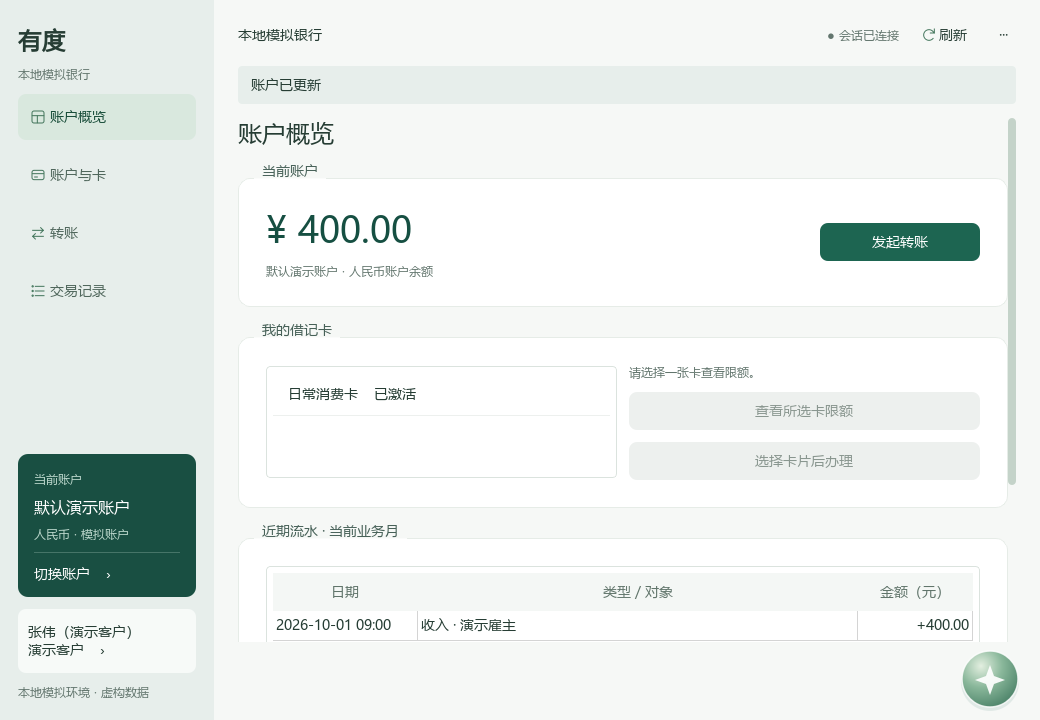 有度
本地模拟银行
账户概览
账户与卡
转账
交易记录
当前账户
默认演示账户
人民币 · 模拟账户
切换账户 ›
张伟（演示客户）
演示客户 ›
本地模拟环境 · 虚构数据
本地模拟银行
● 会话已连接
刷新
···
账户已更新
账户概览
当前账户
¥ 400.00
默认演示账户 · 人民币账户余额
发起转账
我的借记卡
日常消费卡 已激活
请选择一张卡查看限额。
查看所选卡限额
选择卡片后办理
近期流水 · 当前业务月
日期 类型 / 对象 金额（元）
2026-10-01 09:00 收入 · 演示雇主 +400.00